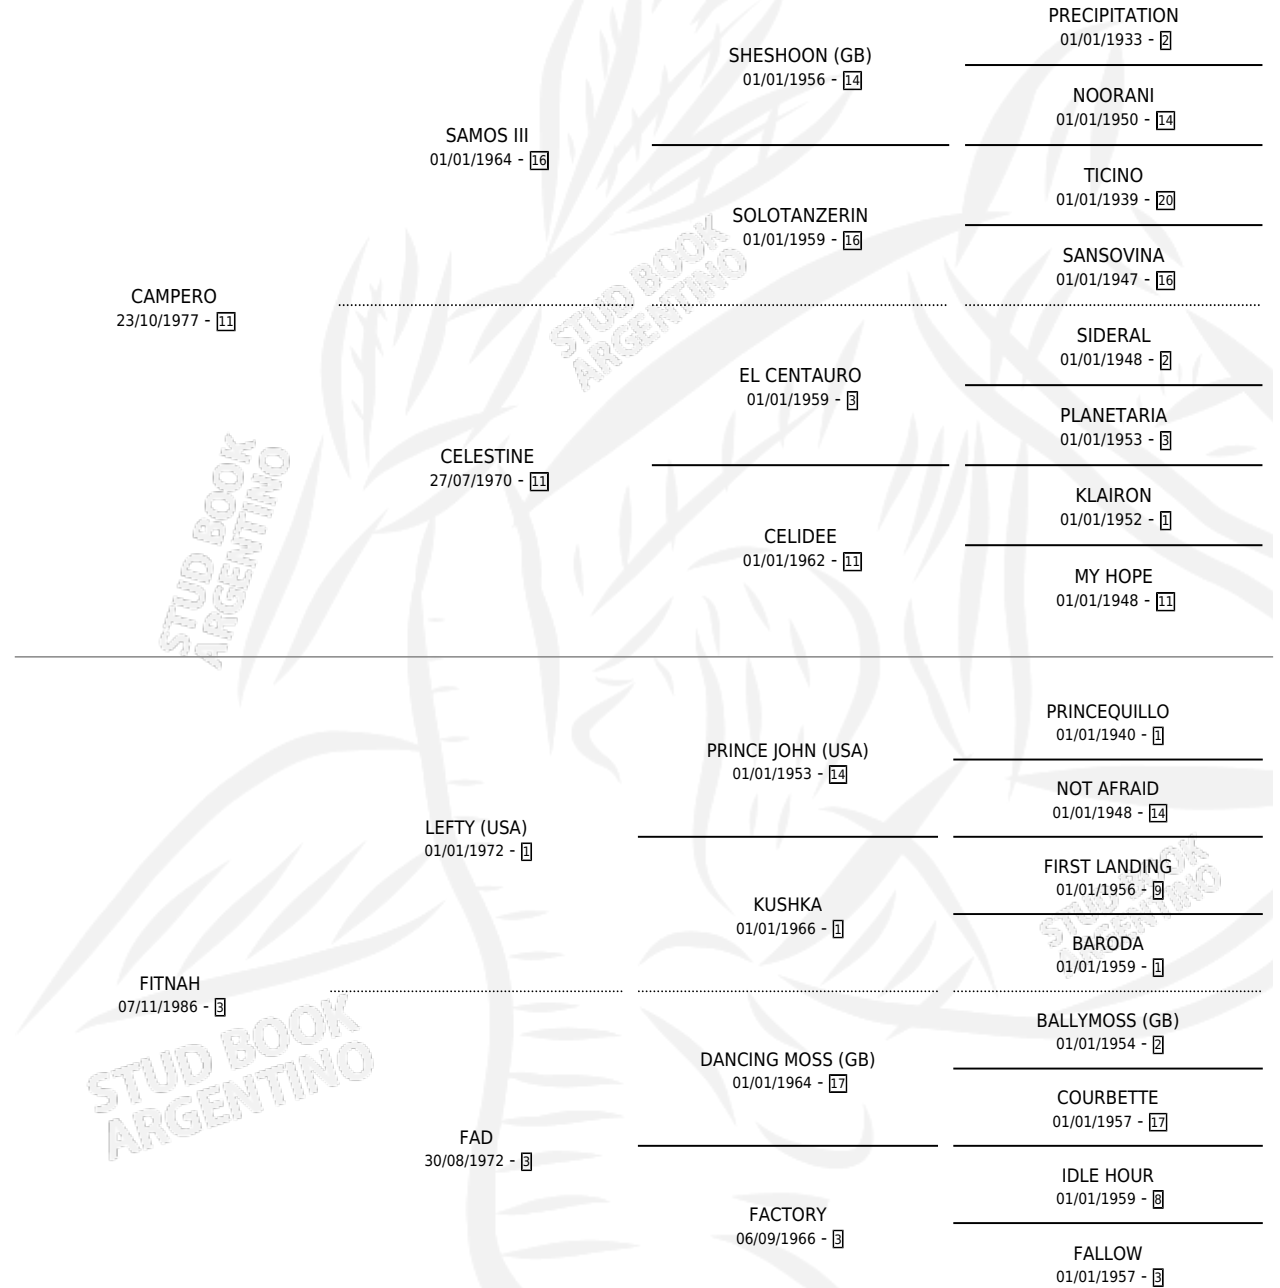 PRECIPITATION
01/01/1933 - 2
SHESHOON (GB)
01/01/1956 - 14
NOORANI
01/01/1950 - 14
SAMOS III
01/01/1964 - 16
TICINO
01/01/1939 - 20
SOLOTANZERIN
01/01/1959 - 16
SANSOVINA
01/01/1947 - 16
CAMPERO
23/10/1977 - 11
SIDERAL
01/01/1948 - 2
EL CENTAURO
01/01/1959 - 3
PLANETARIA
01/01/1953 - 3
CELESTINE
27/07/1970 - 11
KLAIRON
01/01/1952 - 1
CELIDEE
01/01/1962 - 11
MY HOPE
01/01/1948 - 11
STUD BOOK
ARGENTINO
STUD BOOK
ARGENTINO
PRINCEQUILLO
01/01/1940 - 1
PRINCE JOHN (USA)
01/01/1953 - 14
NOT AFRAID
01/01/1948 - 14
LEFTY (USA)
01/01/1972 - 1
FIRST LANDING
01/01/1956 - 9
KUSHKA
01/01/1966 - 1
BARODA
01/01/1959 - 1
FITNAH
07/11/1986 - 3
BALLYMOSS (GB)
01/01/1954 - 2
DANCING MOSS (GB)
01/01/1964 - 17
COURBETTE
01/01/1957 - 17
FAD
30/08/1972 - 3
IDLE HOUR
01/01/1959 - 8
FACTORY
06/09/1966 - 3
FALLOW
01/01/1957 - 3
STUD BOOK
ARGENTINO
STUD BOOK
ARGENTINO